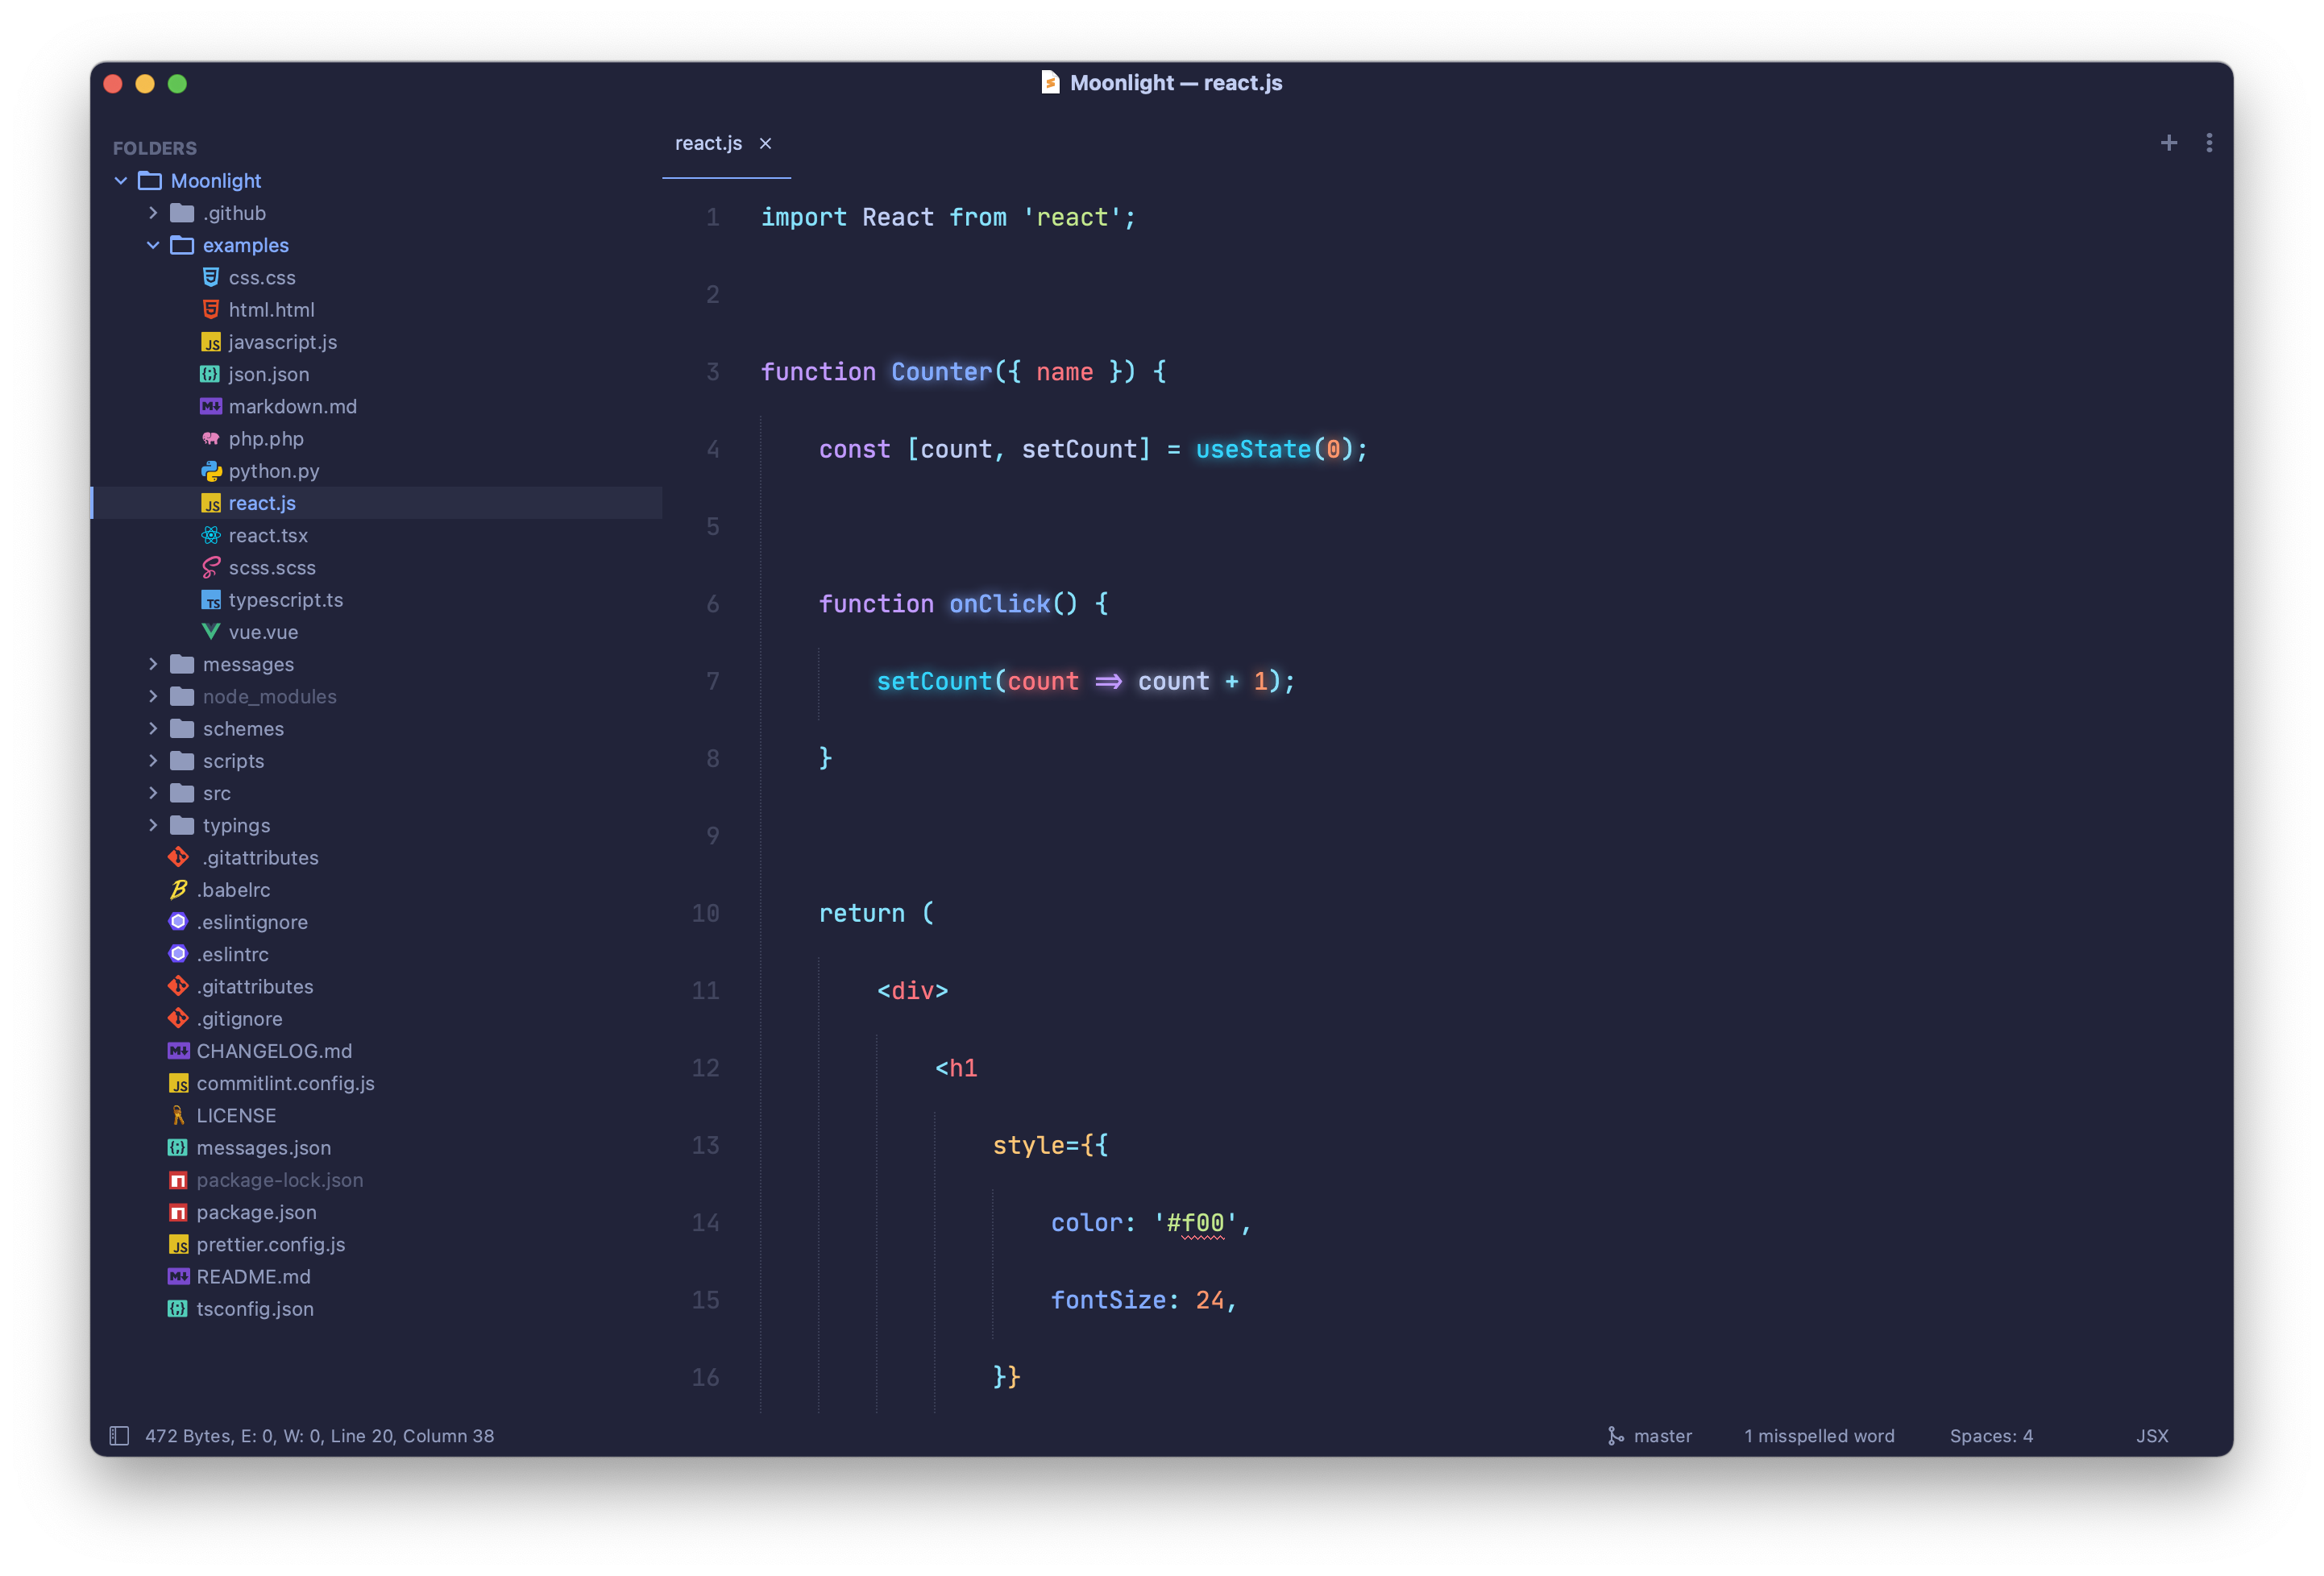 Moonlight — react.js
FOLDERS
Moonlight
.github
examples
css.css
html.html
javascript.js
json.json
markdown.md
php.php
python.py
react.js
react.tsx
scss.scss
typescript.ts
vue.vue
messages
node_modules
schemes
scripts
src
typings
.gitattributes
.babelrc
.eslintignore
.eslintrc
.gitattributes
.gitignore
CHANGELOG.md
commitlint.config.js
LICENSE
messages.json
package-lock.json
package.json
prettier.config.js
README.md
tsconfig.json
react.js ×
1 import React from 'react';
2
3 function Counter({ name }) {
4 const [count, setCount] = useState(0);
5
6 function onClick() {
7 setCount(count => count + 1);
8 }
9
10 return (
11 <div>
12 <h1
13 style={{
14 color: '#f00',
15 fontSize: 24,
16 }}
472 Bytes, E: 0, W: 0, Line 20, Column 38
master
1 misspelled word
Spaces: 4
JSX